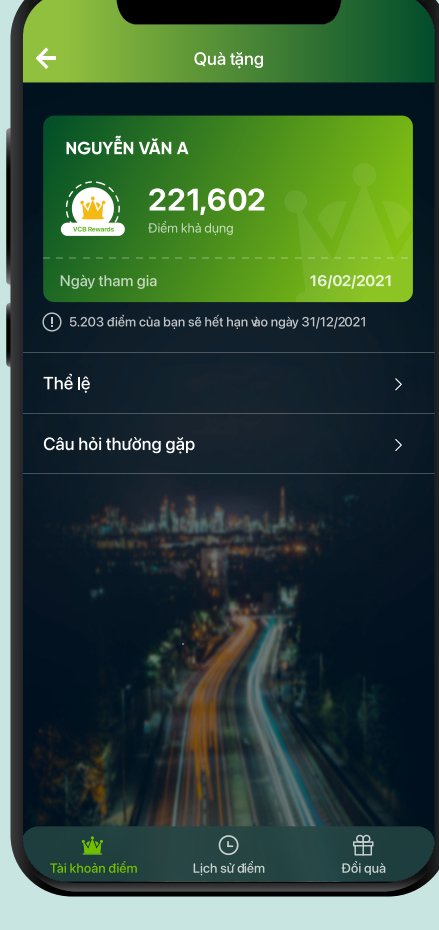 Quà tặng
NGUYỄN VĂN A
221,602
VCB Rewards
Điểm khả dụng
Ngày tham gia 16/02/2021
5.203 điểm của bạn sẽ hết hạn vào ngày 31/12/2021
Thể lệ
Câu hỏi thường gặp
Tài khoản điểm
Lịch sử điểm
Đổi quà